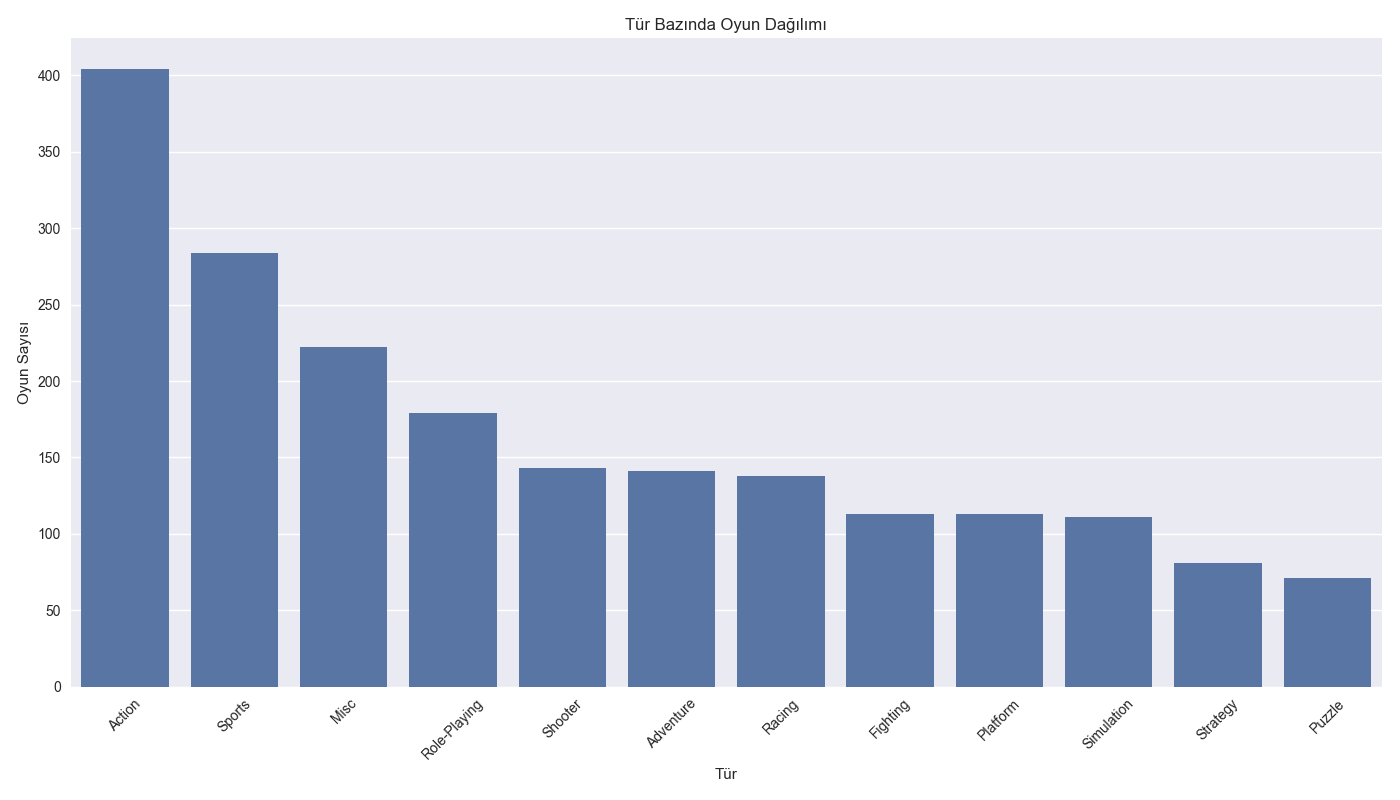 Tür Bazında Oyun Dağılımı
Oyun Sayısı
400
350
300
250
200
150
100
50
0
Action
Sports
Misc
Role-Playing
Shooter
Adventure
Racing
Fighting
Platform
Simulation
Strategy
Puzzle
Tür